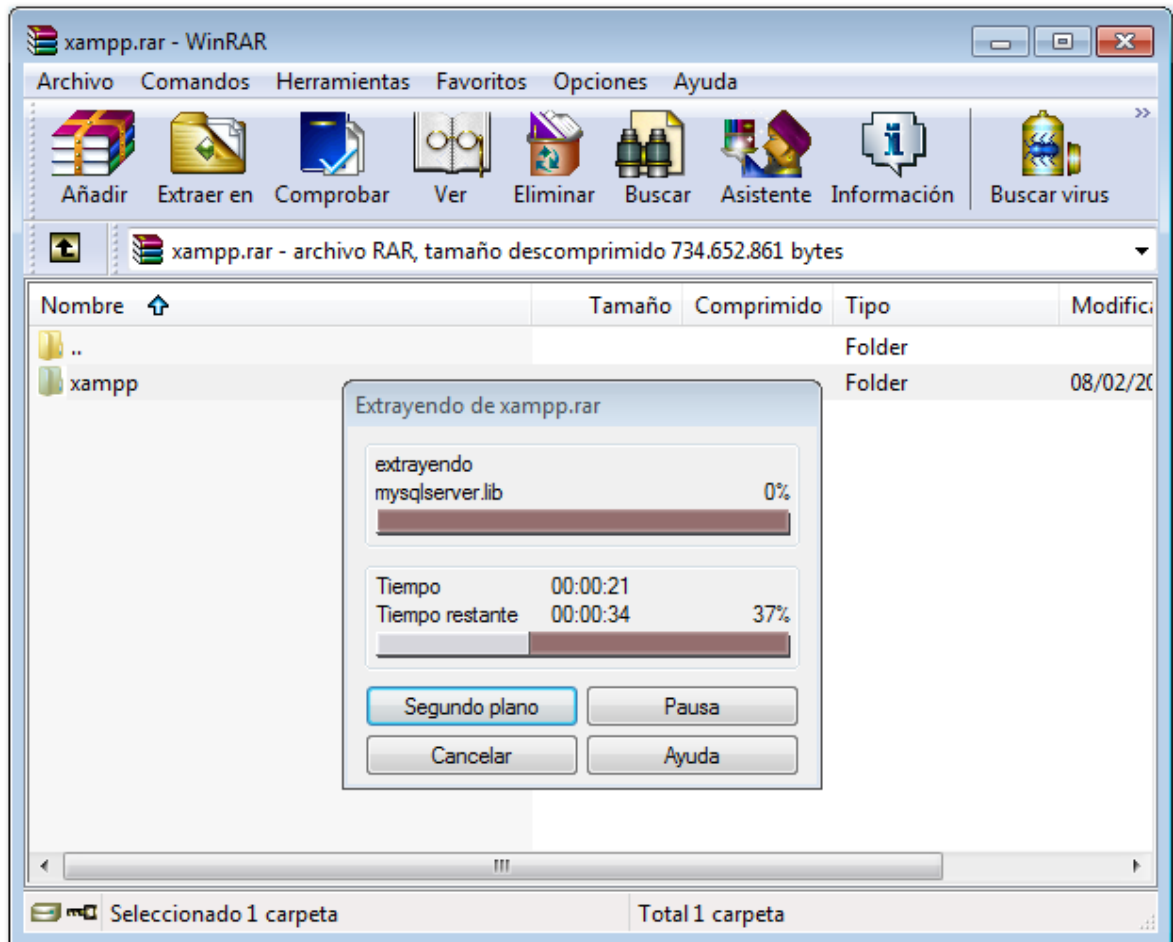 xampp.rar - WinRAR
Archivo Comandos Herramientas Favoritos Opciones Ayuda
Añadir Extraer en Comprobar Ver Eliminar Buscar Asistente Información Buscar virus
xampp.rar - archivo RAR, tamaño descomprimido 734.652.861 bytes
Nombre Tamaño Comprimido Tipo
.. Folder
xampp Folder 08/02/20
Extrayendo de xampp.rar
extrayendo
mysqlserver.lib 0%
Tiempo 00:00:21
Tiempo restante 00:00:34 37%
Segundo plano Pausa
Cancelar Ayuda
Seleccionado 1 carpeta Total 1 carpeta